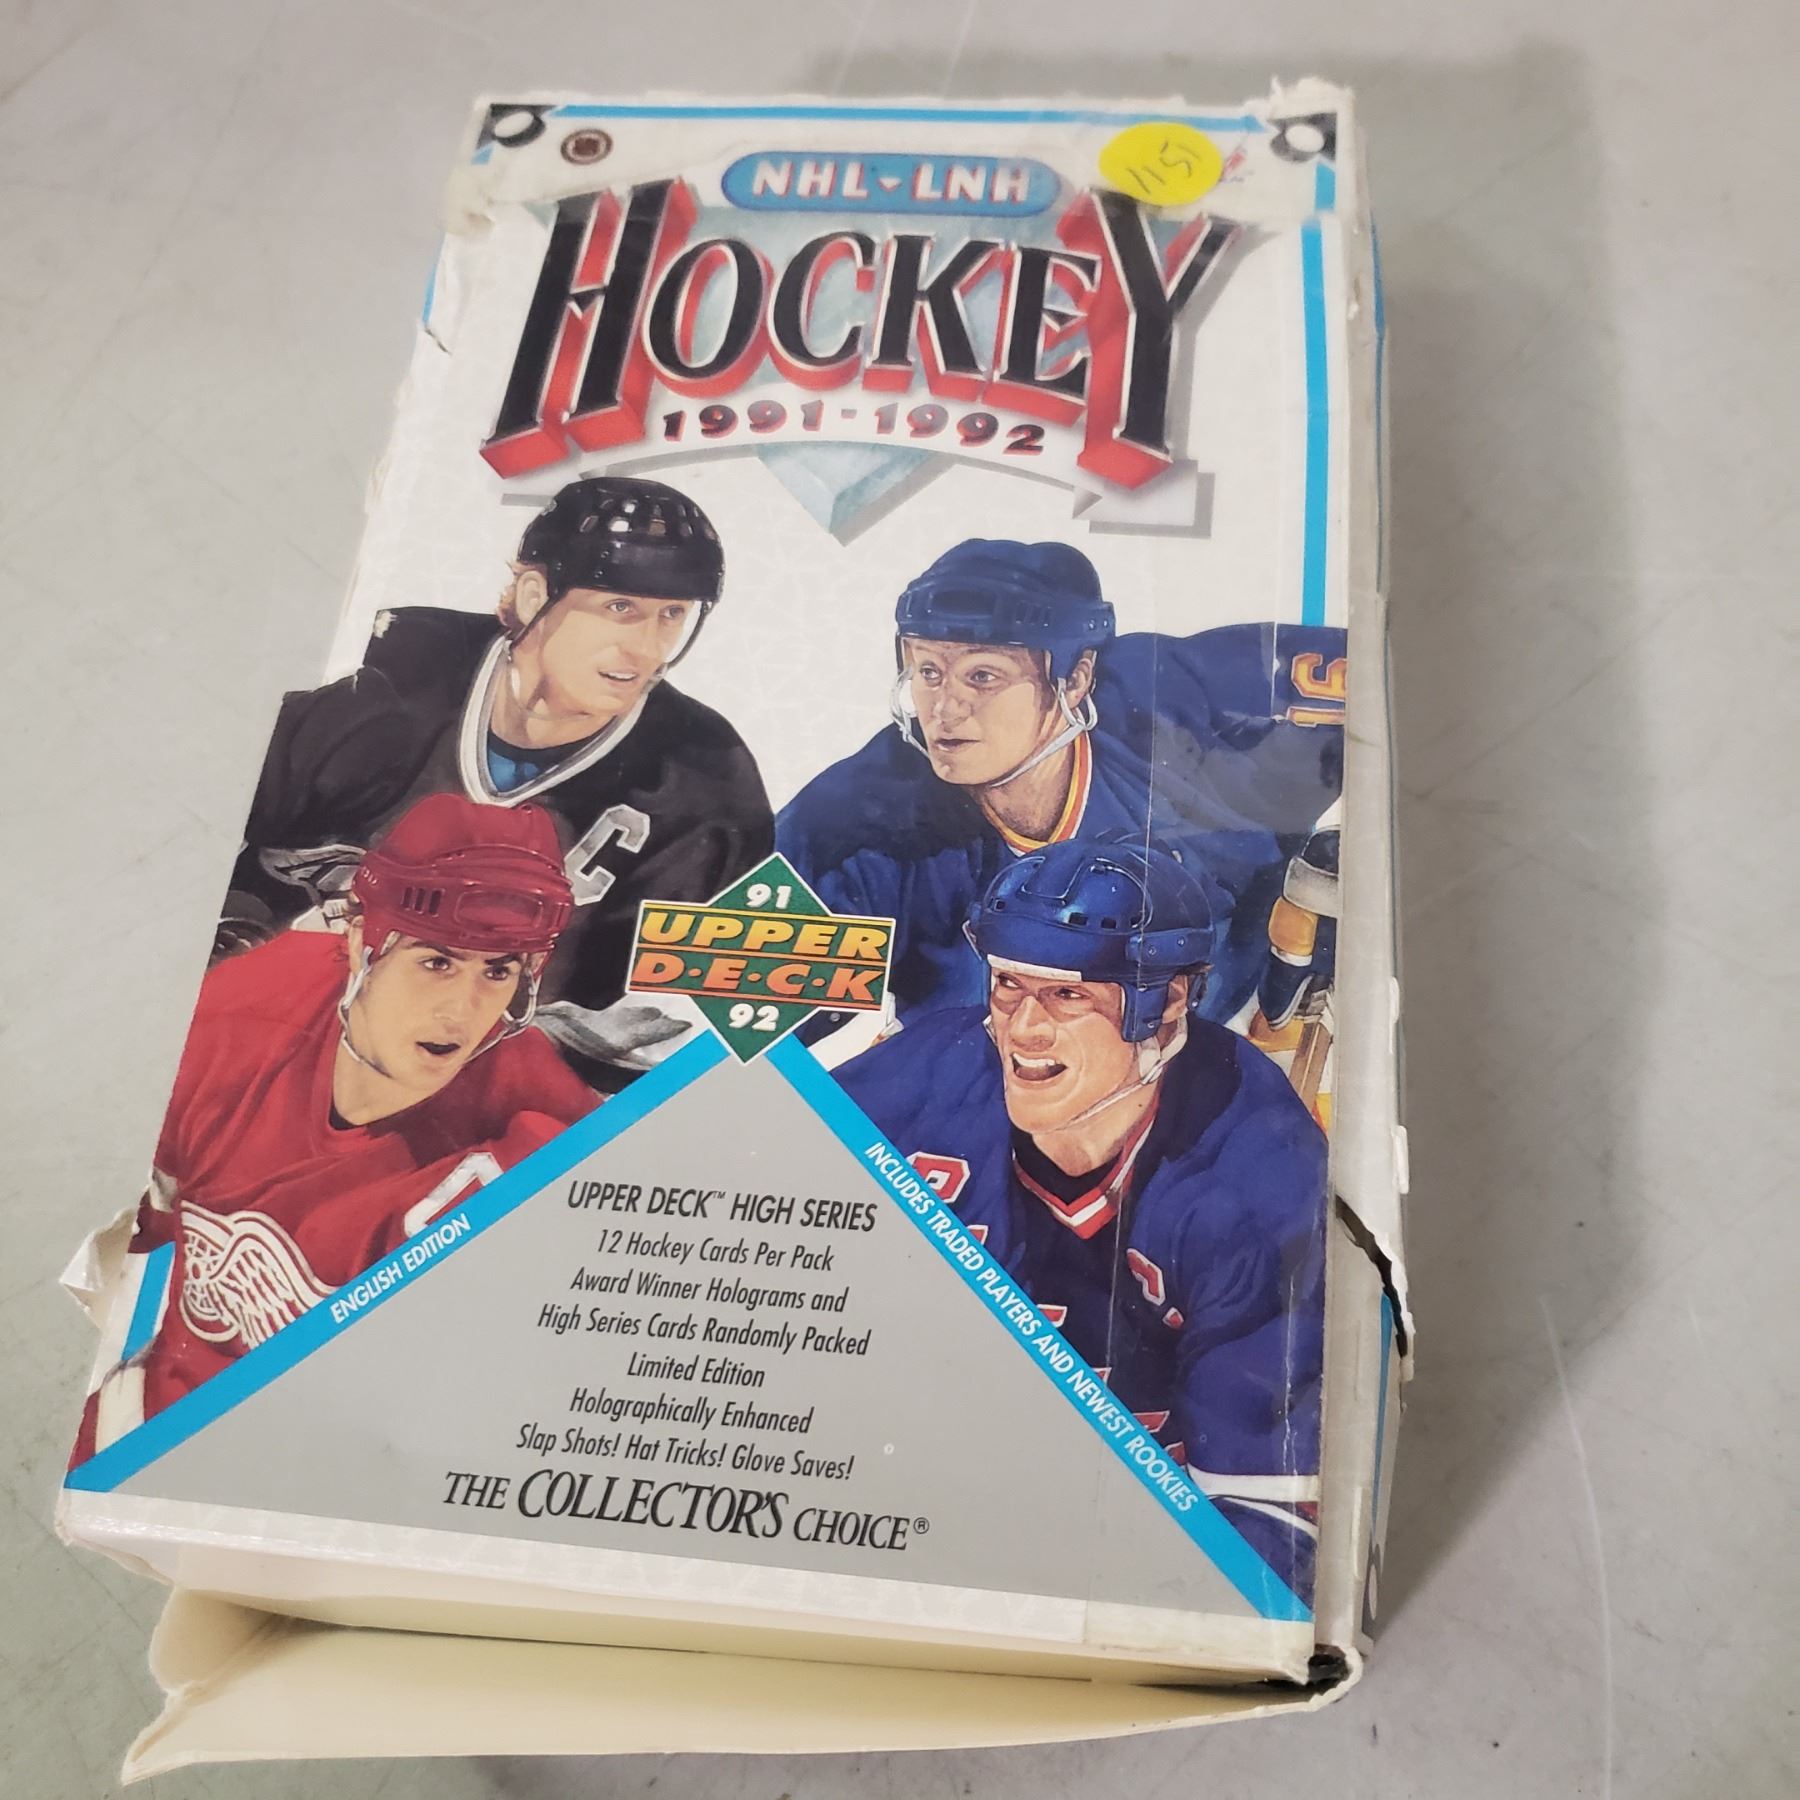 NHL-LNH
1151
HOCKEY
1991-1992
16
C
91
UPPER
D·E·C·K
92
UPPER DECK™ HIGH SERIES
12 Hockey Cards Per Pack
Award Winner Holograms and
High Series Cards Randomly Packed
Limited Edition
Holographically Enhanced
Slap Shots! Hat Tricks! Glove Saves!
THE COLLECTOR'S CHOICE®
ENGLISH EDITION
INCLUDES TRADED PLAYERS AND NEWEST ROOKIES